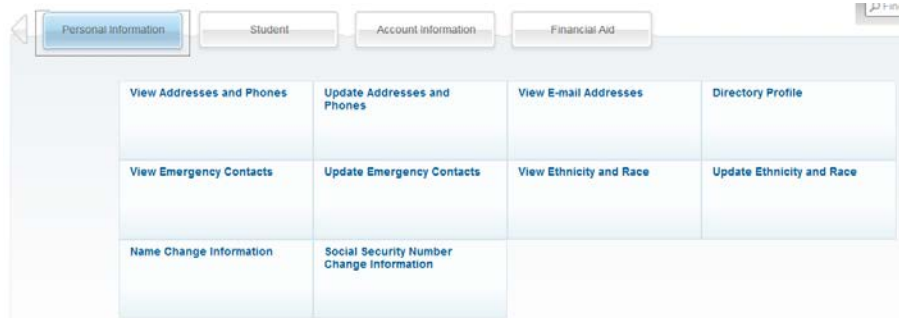 Personal Information
Student
Account Information
Financial Aid
View Addresses and Phones
Update Addresses and
Phones
View E-mail Addresses
Directory Profile
View Emergency Contacts
Update Emergency Contacts
View Ethnicity and Race
Update Ethnicity and Race
Name Change Information
Social Security Number
Change Information